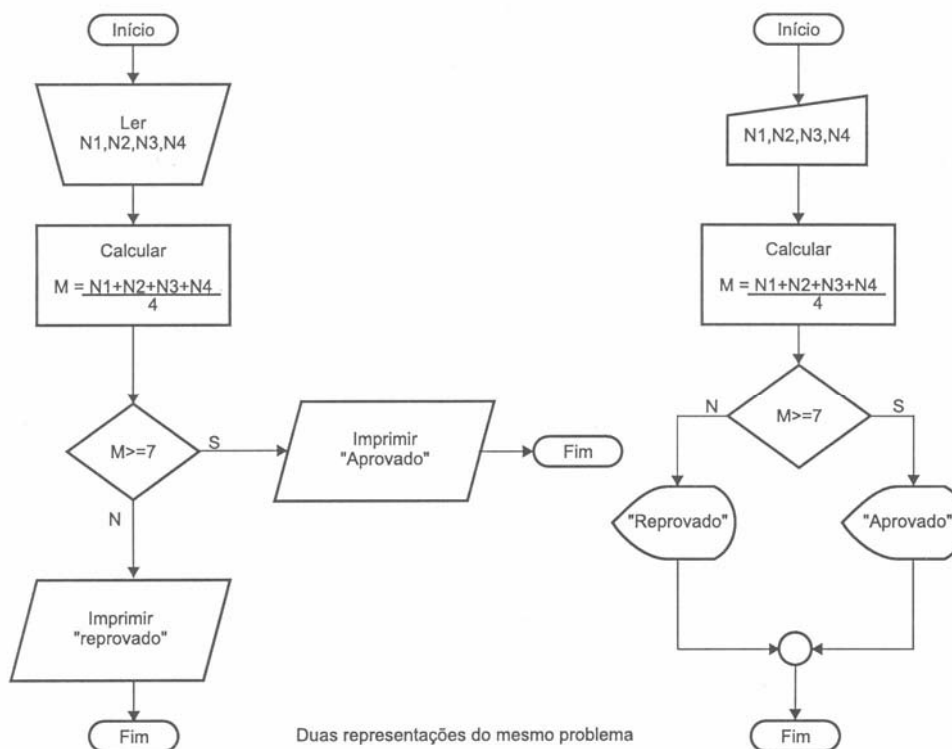 Início
Ler
N1,N2,N3,N4
Calcular
M = N1+N2+N3+N4
4
M>=7
S
N
Imprimir
"Aprovado"
Fim
Imprimir
"reprovado"
Fim
Início
N1,N2,N3,N4
Calcular
M = N1+N2+N3+N4
4
N
M>=7
S
"Reprovado"
"Aprovado"
Fim
Duas representações do mesmo problema